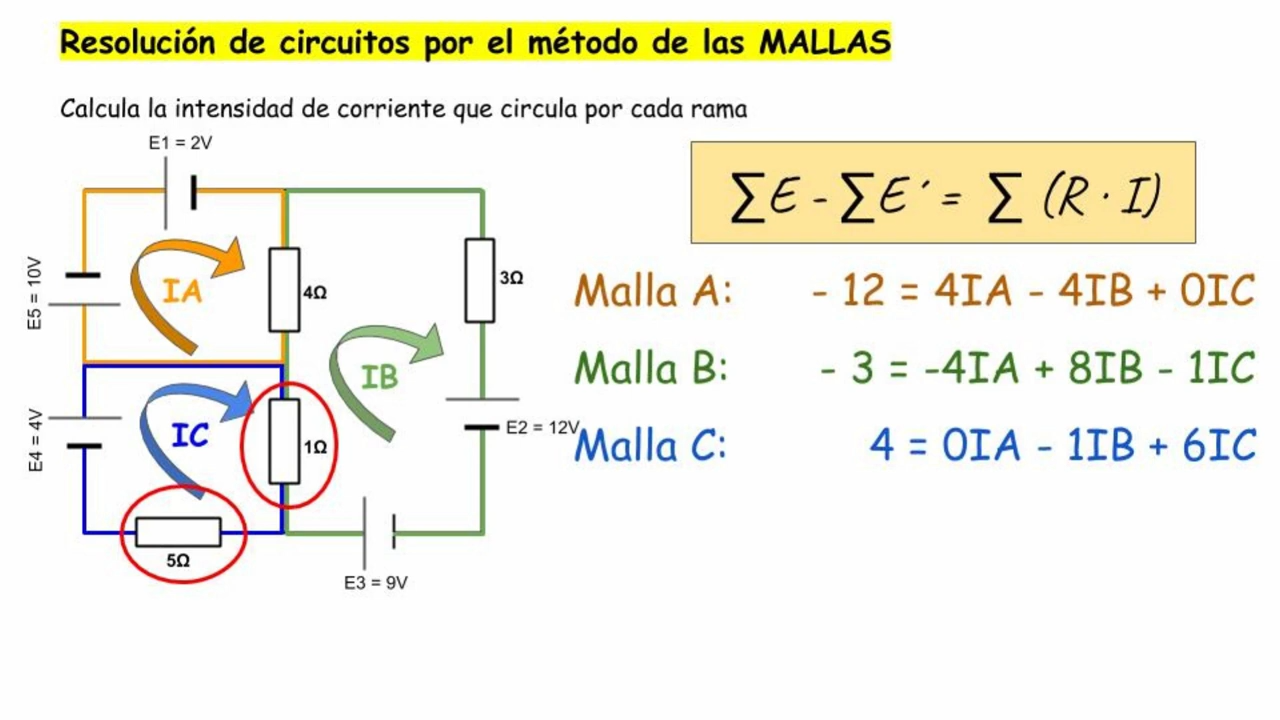 Resolución de circuitos por el método de las MALLAS
Calcula la intensidad de corriente que circula por cada rama
E1 = 2V
∑E - ∑E´ = ∑ (R · I)
E5 = 10V
IA
4Ω
3Ω
Malla A: - 12 = 4IA - 4IB + 0IC
IB
Malla B: - 3 = -4IA + 8IB - 1IC
E4 = 4V
IC
1Ω
E2 = 12V
Malla C: 4 = 0IA - 1IB + 6IC
5Ω
E3 = 9V